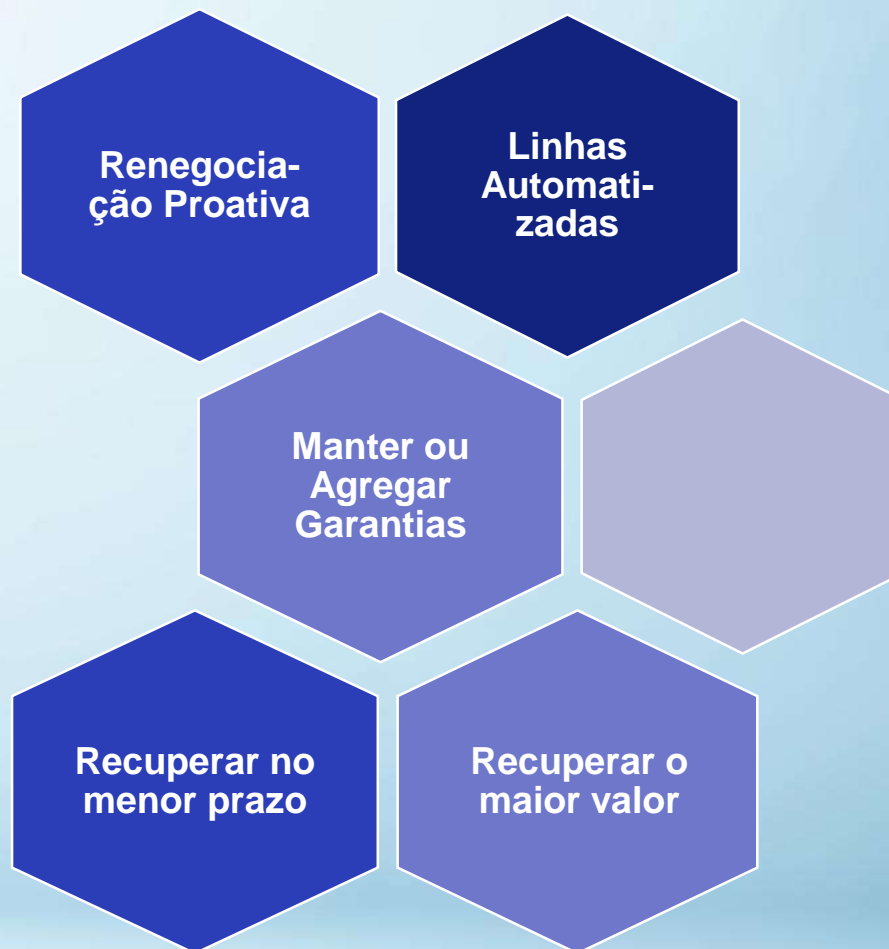 Renegocia-
ção Proativa
Linhas
Automati-
zadas
Manter ou
Agregar
Garantias
Recuperar no
menor prazo
Recuperar o
maior valor